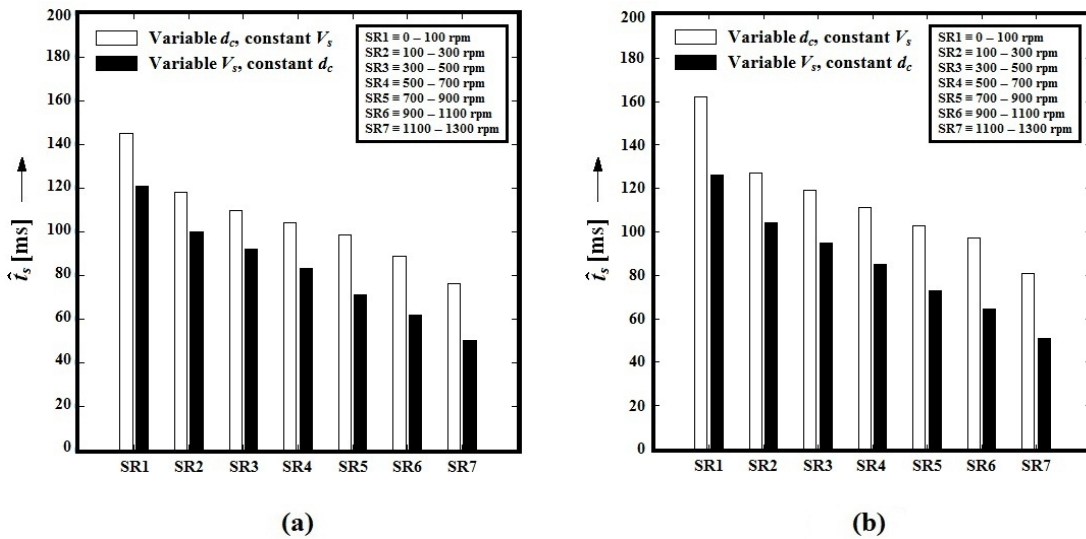 200
180
160
140
120
100
80
60
40
20
0
t̂s [ms]
Variable dc, constant Vs
Variable Vs, constant dc
SR1 ≡ 0 – 100 rpm
SR2 ≡ 100 – 300 rpm
SR3 ≡ 300 – 500 rpm
SR4 ≡ 500 – 700 rpm
SR5 ≡ 700 – 900 rpm
SR6 ≡ 900 – 1100 rpm
SR7 ≡ 1100 – 1300 rpm
SR1 SR2 SR3 SR4 SR5 SR6 SR7
(a)
200
180
160
140
120
100
80
60
40
20
0
t̂s [ms]
Variable dc, constant Vs
Variable Vs, constant dc
SR1 ≡ 0 – 100 rpm
SR2 ≡ 100 – 300 rpm
SR3 ≡ 300 – 500 rpm
SR4 ≡ 500 – 700 rpm
SR5 ≡ 700 – 900 rpm
SR6 ≡ 900 – 1100 rpm
SR7 ≡ 1100 – 1300 rpm
SR1 SR2 SR3 SR4 SR5 SR6 SR7
(b)